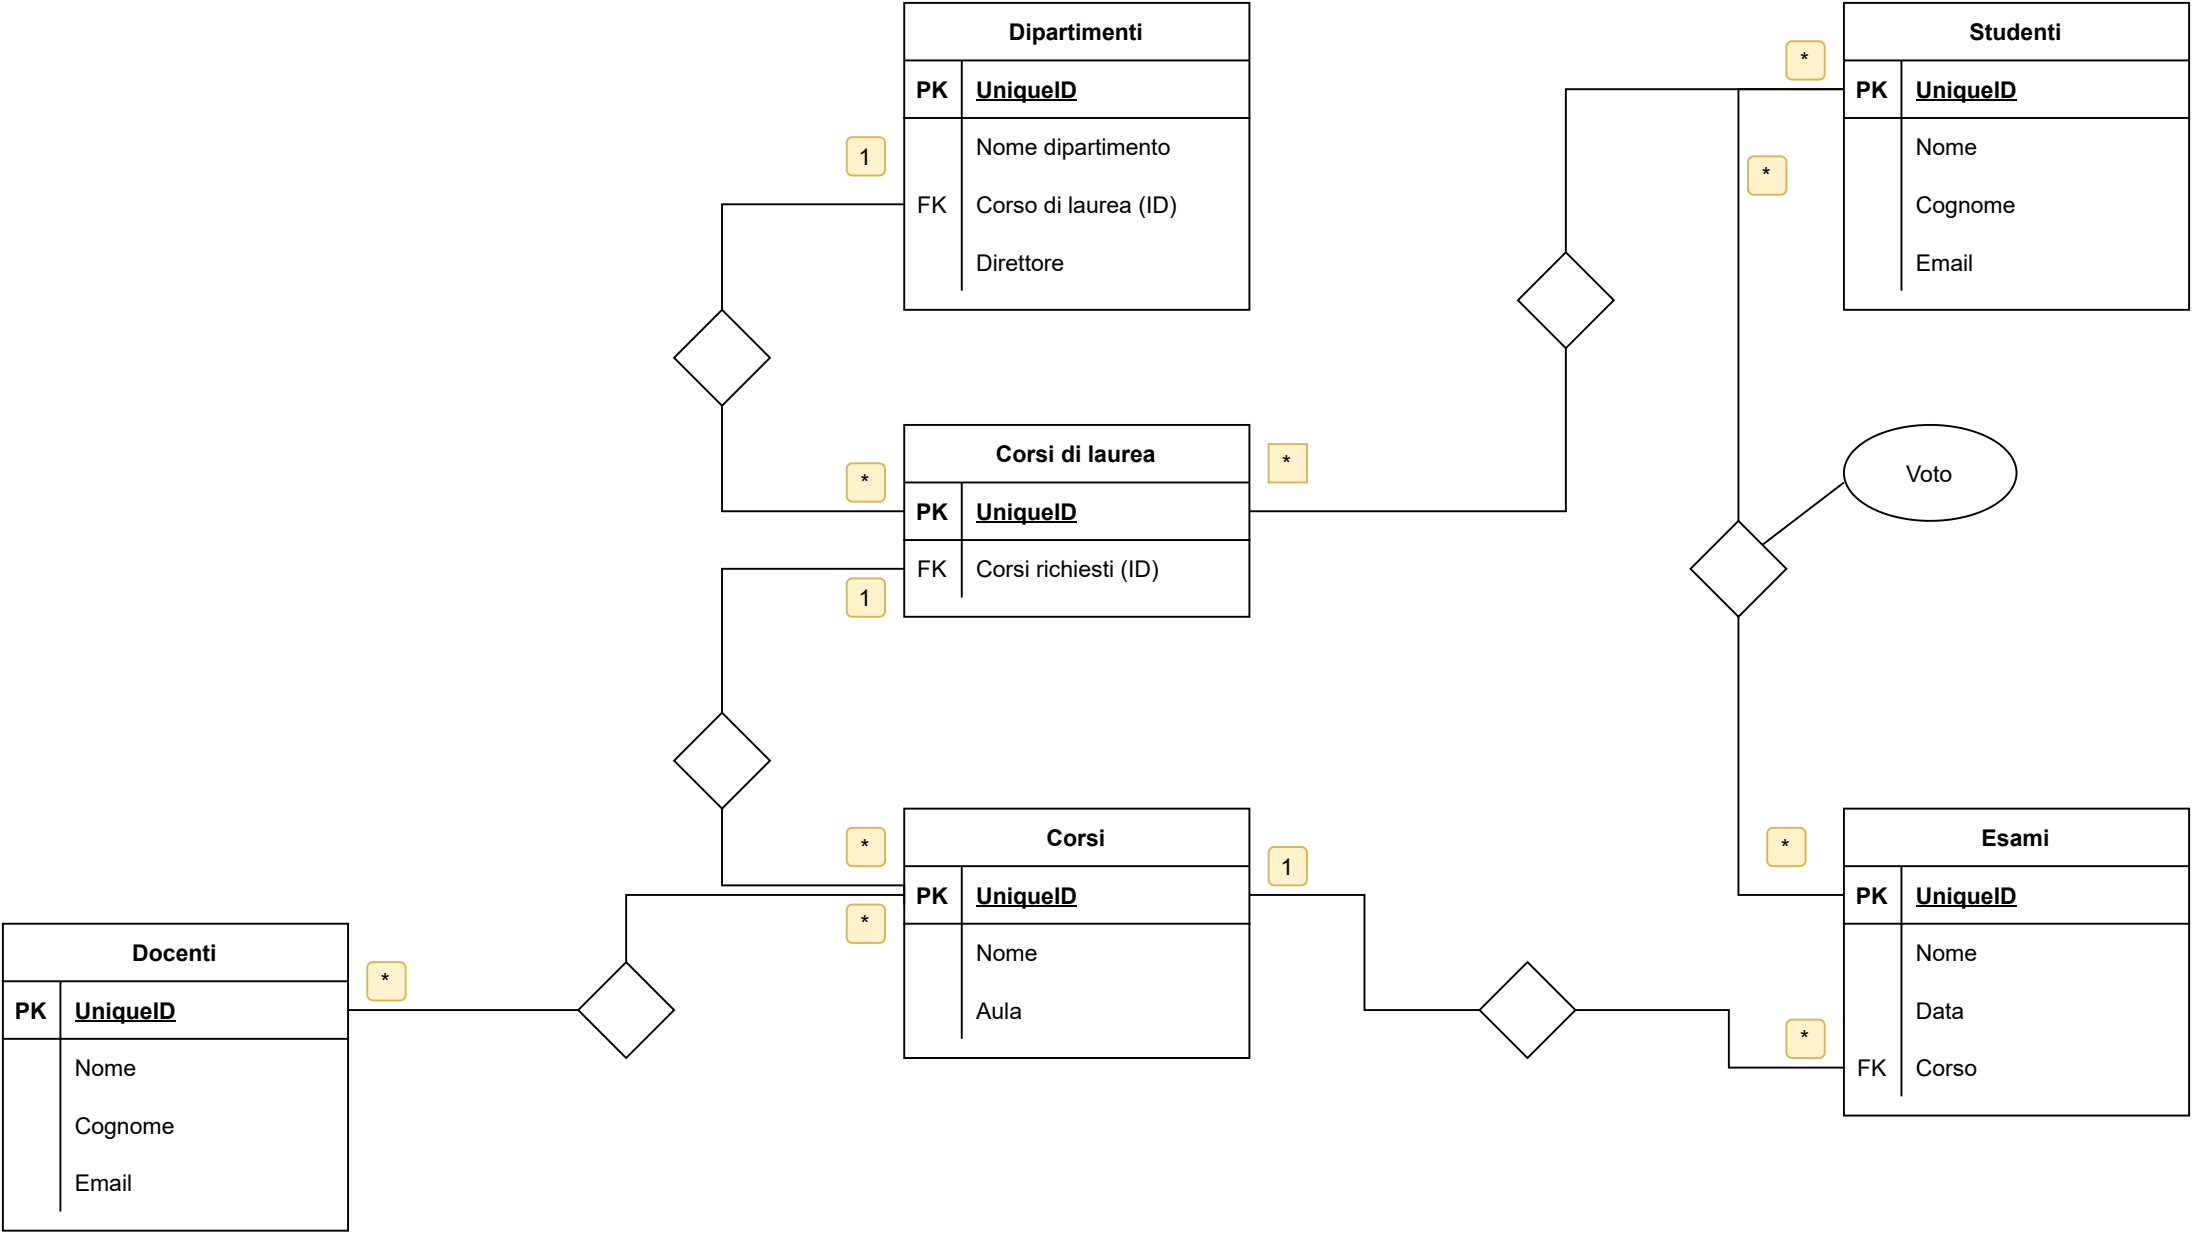 Dipartimenti
PK UniqueID
Nome dipartimento
FK Corso di laurea (ID)
Direttore
1
*
Studenti
PK UniqueID
Nome
Cognome
Email
*
*
Corsi di laurea
PK UniqueID
FK Corsi richiesti (ID)
*
1
*
Voto
Corsi
PK UniqueID
Nome
Aula
*
*
1
Esami
PK UniqueID
Nome
Data
FK Corso
*
*
Docenti
PK UniqueID
Nome
Cognome
Email